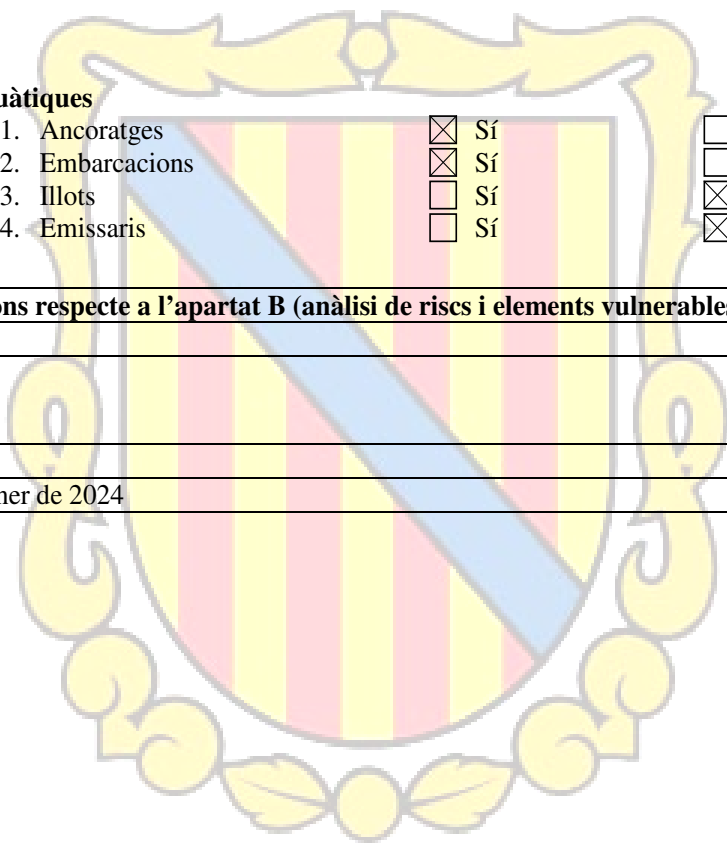 uàtiques
1. Ancoratges ☒ Sí ☐
2. Embarcacions ☒ Sí ☐
3. Illots ☐ Sí ☒
4. Emissaris ☐ Sí ☒
ons respecte a l’apartat B (anàlisi de riscs i elements vulnerables
ner de 2024